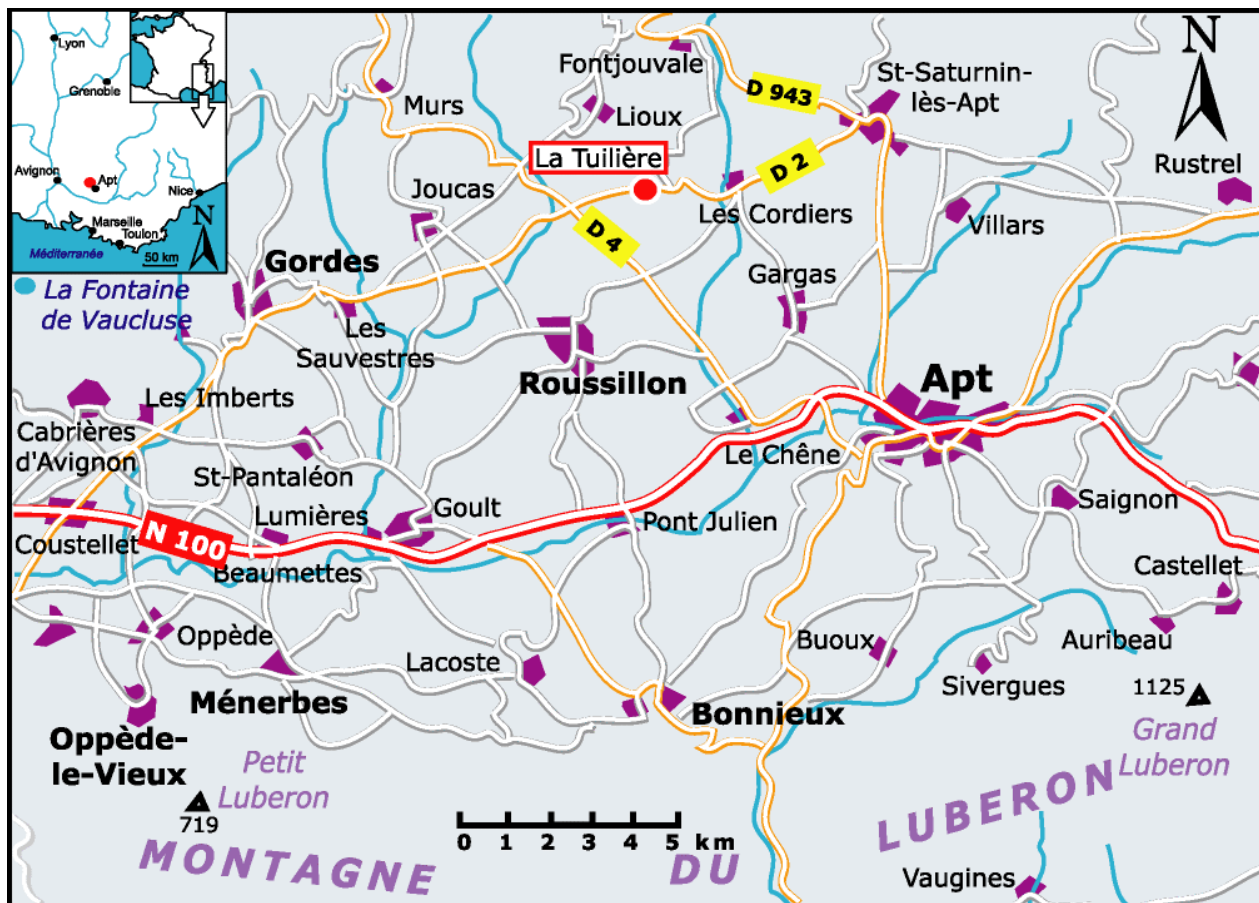 Lyon
Grenoble
Avignon
Apt
Nice
Marseille
Toulon
Méditerranée
N
50 km
Fontjouvale
Murs
Lioux
D 943
St-Saturnin-
lès-Apt
N
Rustrel
La Tuilière
D 2
Joucas
Les Cordiers
Villars
D 4
Gordes
Gargas
La Fontaine
de Vaucluse
Les
Sauvestres
Roussillon
Apt
Les Imberts
Cabrières
d'Avignon
St-Pantaléon
Le Chêne
Goult
Saignon
Lumières
Pont Julien
Coustellet
N 100
Beaumettes
Castellet
Oppède
Buoux
Auribeau
Lacoste
Sivergues
1125
Ménerbes
Bonnieux
Oppède-
le-Vieux
Grand
Luberon
Petit
Luberon
719
0 1 2 3 4 5 km
MONTAGNE
DU
LUBERON
Vaugines